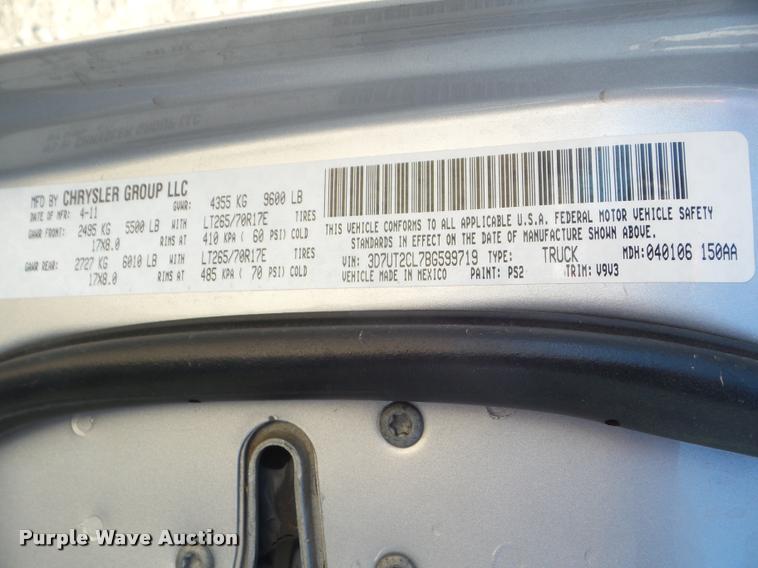 MFD BY CHRYSLER GROUP LLC
DATE OF MFR: 4-11 GVWR: 4355 KG 9600 LB
GAWR FRONT: 2495 KG 5500 LB WITH LT265/70R17E TIRES
17X8.0 RIMS AT 410 KPA ( 60 PSI) COLD
GAWR REAR: 2727 KG 6010 LB WITH LT265/70R17E TIRES
17X8.0 RIMS AT 485 KPA ( 70 PSI) COLD
THIS VEHICLE CONFORMS TO ALL APPLICABLE U.S.A. FEDERAL MOTOR VEHICLE SAFETY
STANDARDS IN EFFECT ON THE DATE OF MANUFACTURE SHOWN ABOVE.
VIN: 3D7UT2CL7BG599719 TYPE: TRUCK MDH: 040106 150AA
VEHICLE MADE IN MEXICO PAINT: PS2 TRIM: V9V3
Purple Wave Auction